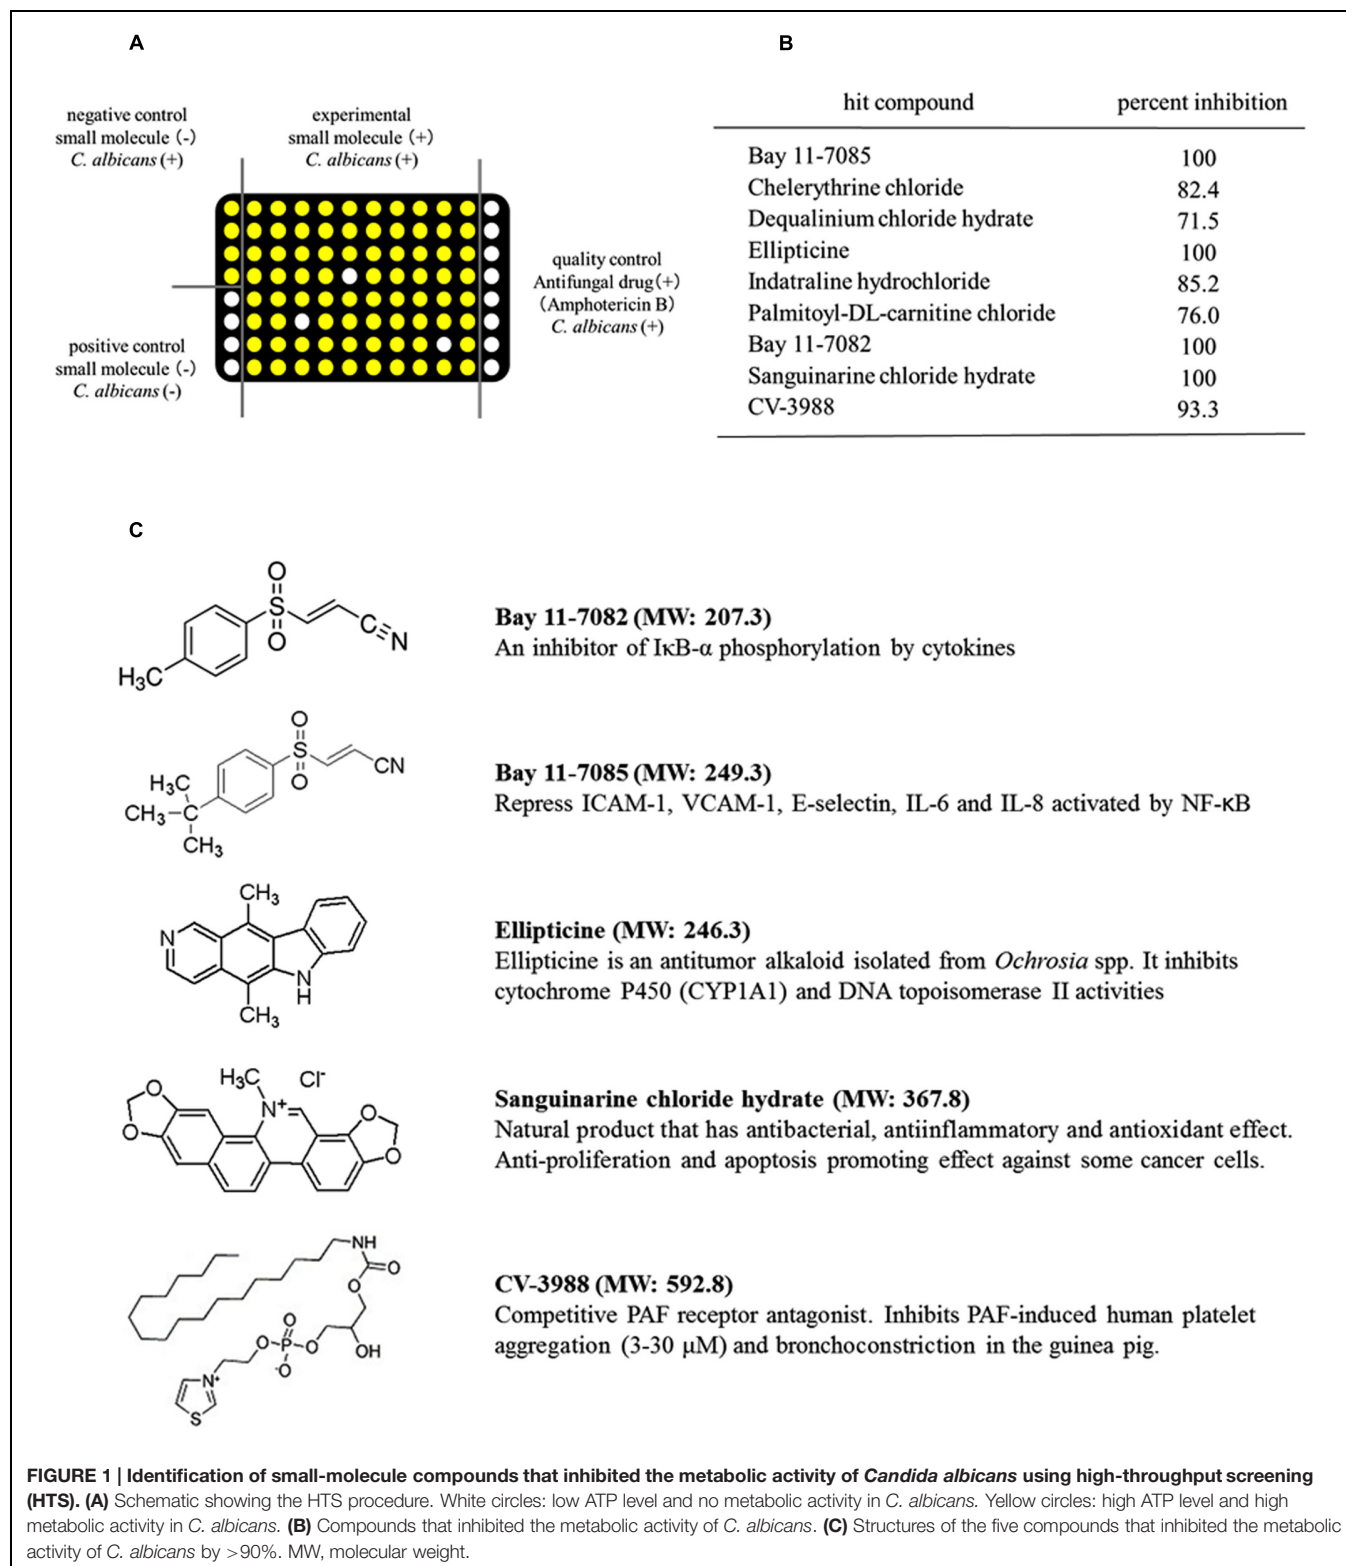 A
negative control
small molecule (-)
C. albicans (+)
experimental
small molecule (+)
C. albicans (+)
quality control
Antifungal drug(+)
(Amphotericin B)
C. albicans (+)
positive control
small molecule (-)
C. albicans (-)
B
hit compound percent inhibition
Bay 11-7085 100
Chelerythrine chloride 82.4
Dequalinium chloride hydrate 71.5
Ellipticine 100
Indatraline hydrochloride 85.2
Palmitoyl-DL-carnitine chloride 76.0
Bay 11-7082 100
Sanguinarine chloride hydrate 100
CV-3988 93.3
C
O
S
O
C
N
H3C
Bay 11-7082 (MW: 207.3)
An inhibitor of IκB-α phosphorylation by cytokines
O
S
O
CN
H3C
CH3-C
CH3
Bay 11-7085 (MW: 249.3)
Repress ICAM-1, VCAM-1, E-selectin, IL-6 and IL-8 activated by NF-κB
CH3
N
N
H
CH3
Ellipticine (MW: 246.3)
Ellipticine is an antitumor alkaloid isolated from Ochrosia spp. It inhibits
cytochrome P450 (CYP1A1) and DNA topoisomerase II activities
H3C Cl-
O
N+
O
O
O
Sanguinarine chloride hydrate (MW: 367.8)
Natural product that has antibacterial, antiinflammatory and antioxidant effect.
Anti-proliferation and apoptosis promoting effect against some cancer cells.
NH
O
O
O
O-P-O
OH
-O
N+
S
CV-3988 (MW: 592.8)
Competitive PAF receptor antagonist. Inhibits PAF-induced human platelet
aggregation (3-30 μM) and bronchoconstriction in the guinea pig.
FIGURE 1 | Identification of small-molecule compounds that inhibited the metabolic activity of Candida albicans using high-throughput screening
(HTS). (A) Schematic showing the HTS procedure. White circles: low ATP level and no metabolic activity in C. albicans. Yellow circles: high ATP level and high
metabolic activity in C. albicans. (B) Compounds that inhibited the metabolic activity of C. albicans. (C) Structures of the five compounds that inhibited the metabolic
activity of C. albicans by >90%. MW, molecular weight.